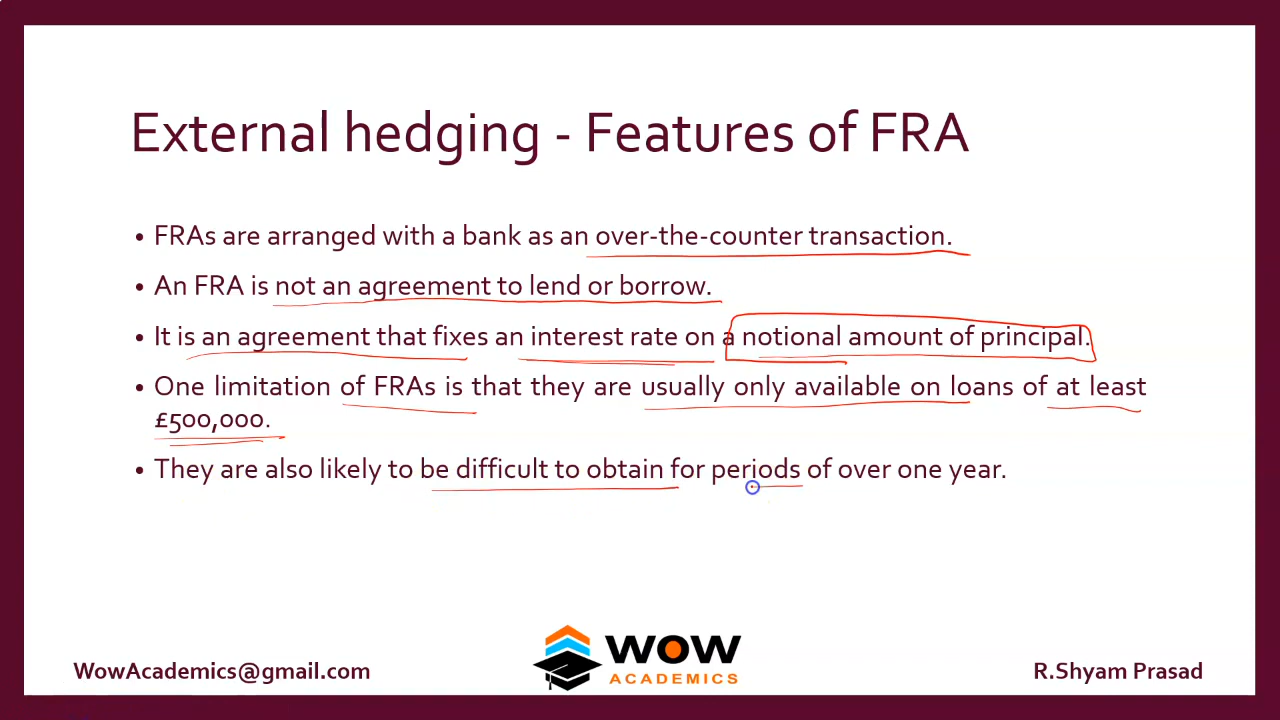 External hedging - Features of FRA
• FRAs are arranged with a bank as an over-the-counter transaction.
• An FRA is not an agreement to lend or borrow.
• It is an agreement that fixes an interest rate on a notional amount of principal.
• One limitation of FRAs is that they are usually only available on loans of at least
£500,000.
• They are also likely to be difficult to obtain for periods of over one year.
WowAcademics@gmail.com
WOW
ACADEMICS
R.Shyam Prasad